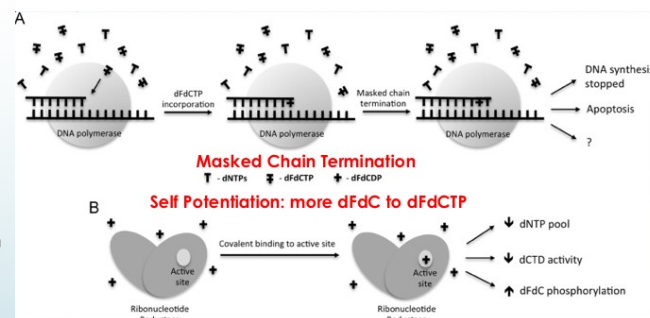 A
dFdCTP
incorporation
Masked chain
termination
DNA synthesis
stopped
Apoptosis
?
DNA polymerase
DNA polymerase
DNA polymerase
Masked Chain Termination
- dNTPs - dFdCTP - dFdCDP
Self Potentiation: more dFdC to dFdCTP
B
Covalent binding to active site
Active
site
Active
site
dNTP pool
dCTD activity
dFdC phosphorylation
Ribonucleotide
Ribonucleotide